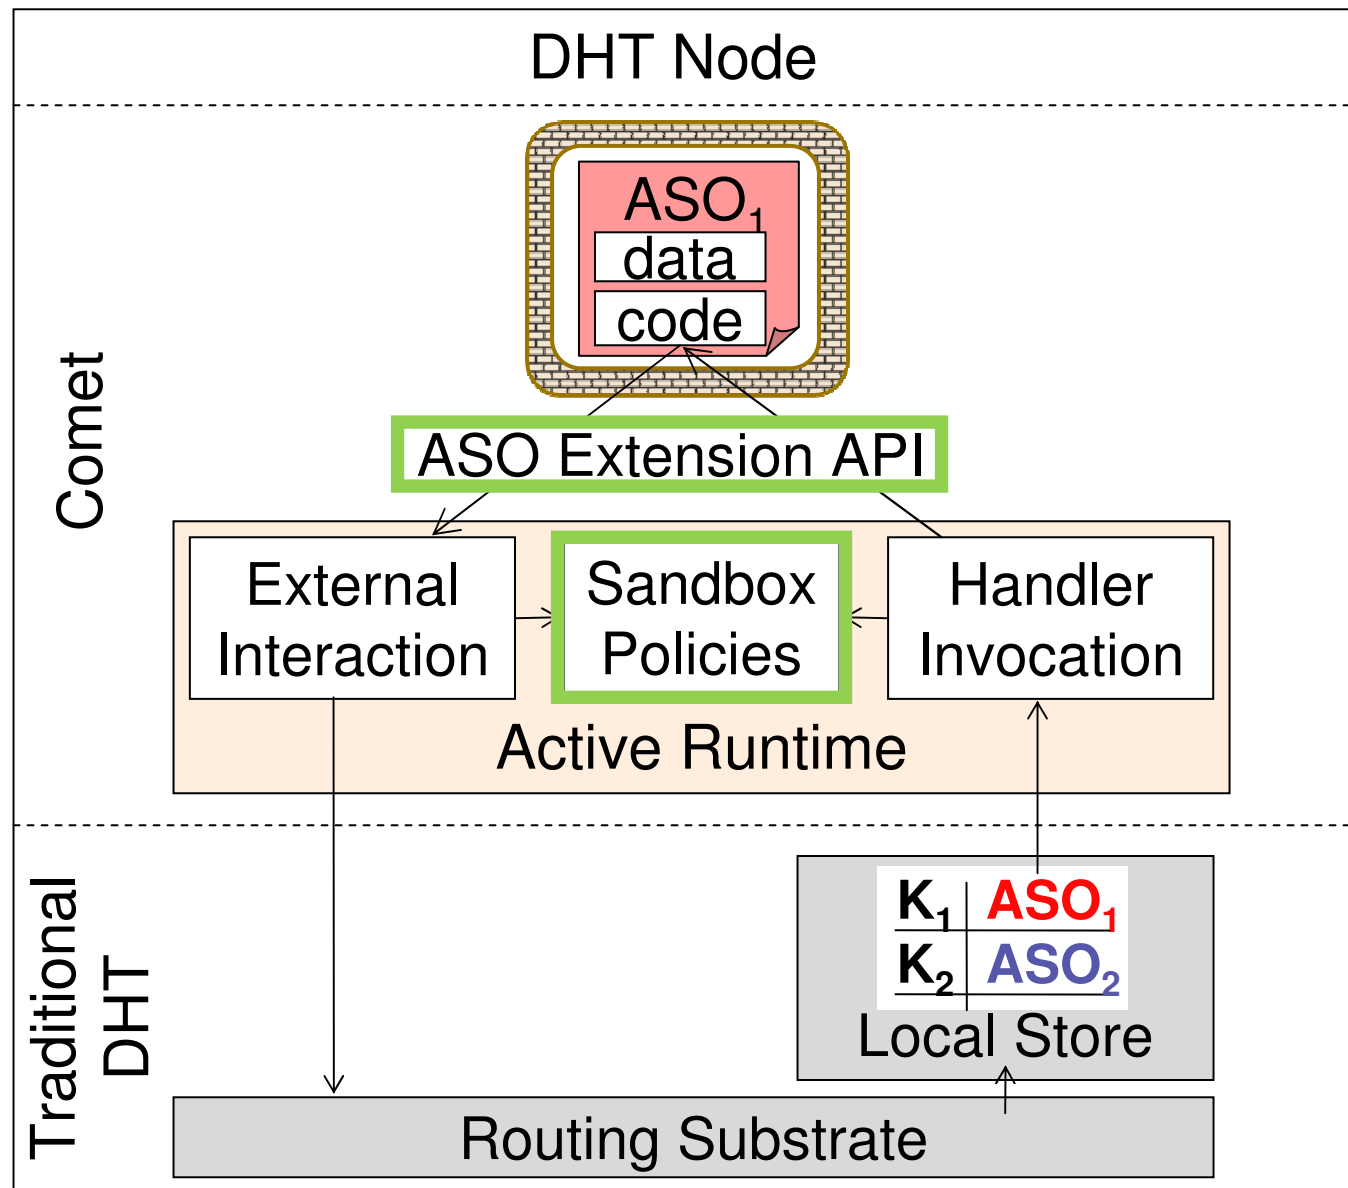 DHT Node
Comet
ASO1
data
code
ASO Extension API
External
Interaction
Sandbox
Policies
Handler
Invocation
Active Runtime
Traditional
DHT
K1 ASO1
K2 ASO2
Local Store
Routing Substrate